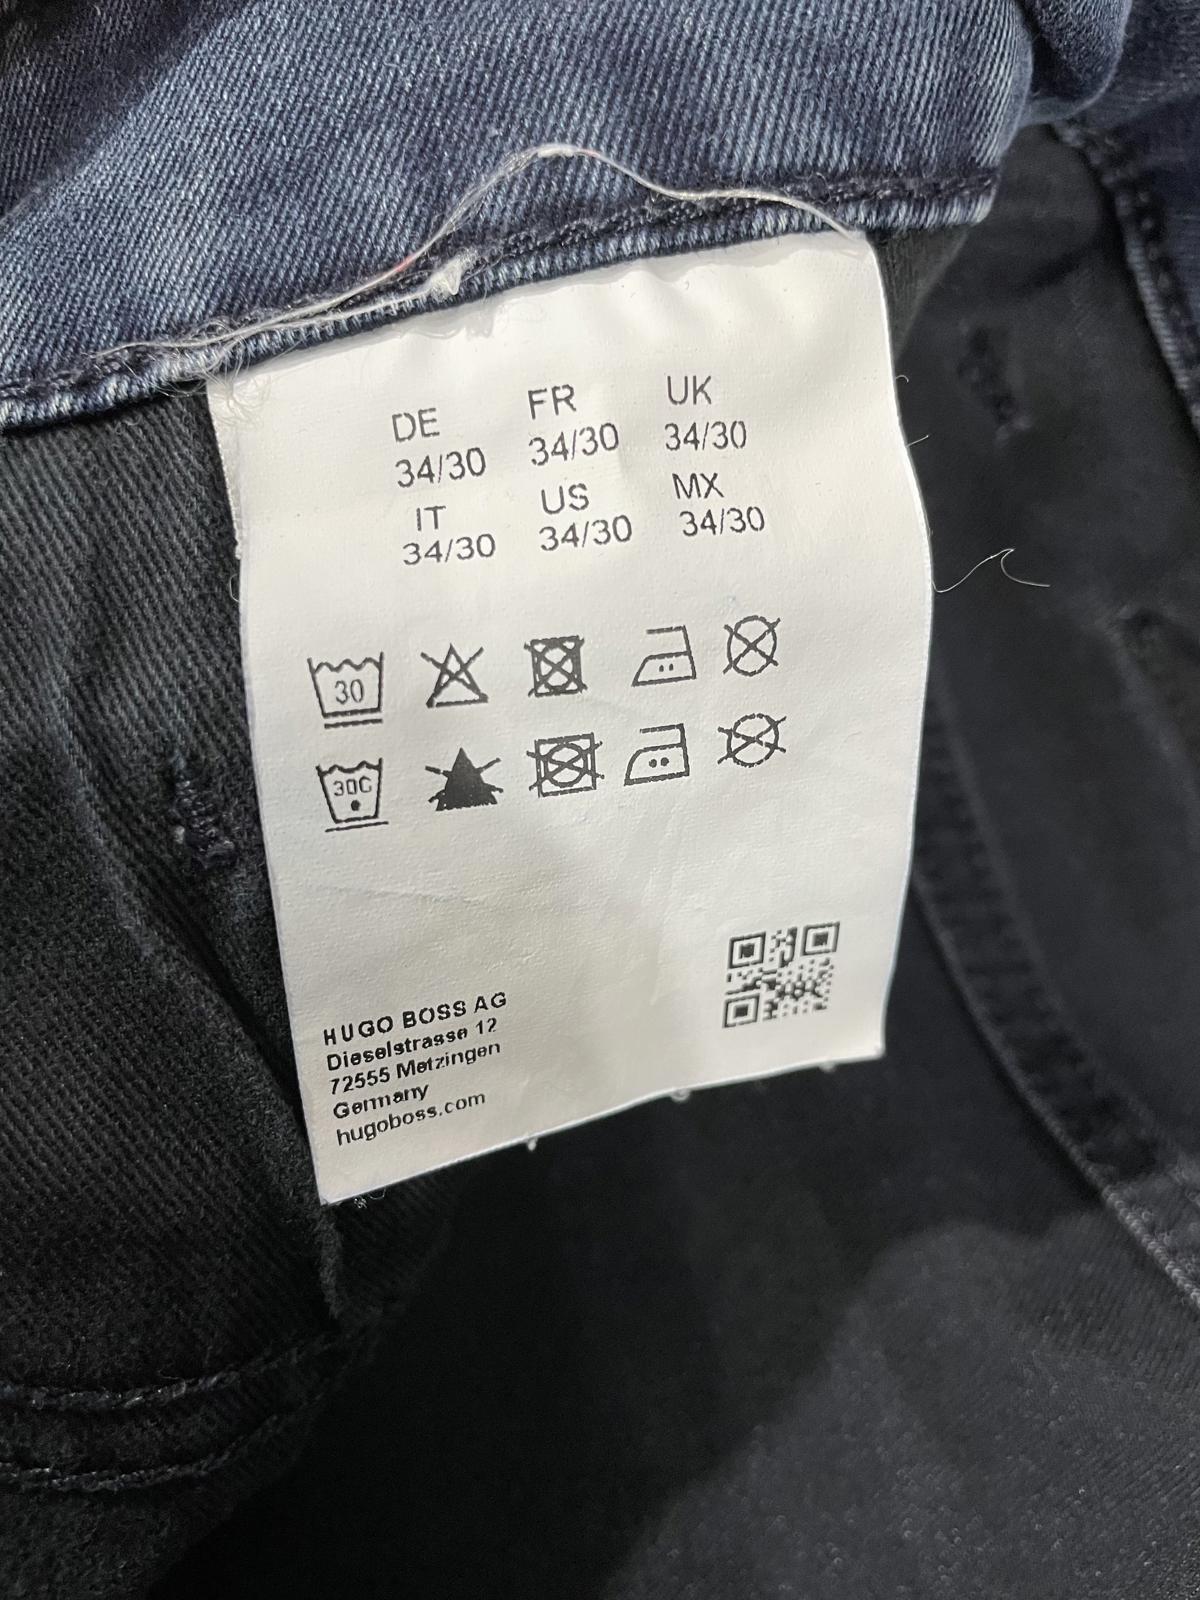 DE FR UK
34/30 34/30 34/30
IT US MX
34/30 34/30 34/30
30
30C
HUGO BOSS AG
Dieselstrasse 12
72555 Metzingen
Germany
hugoboss.com